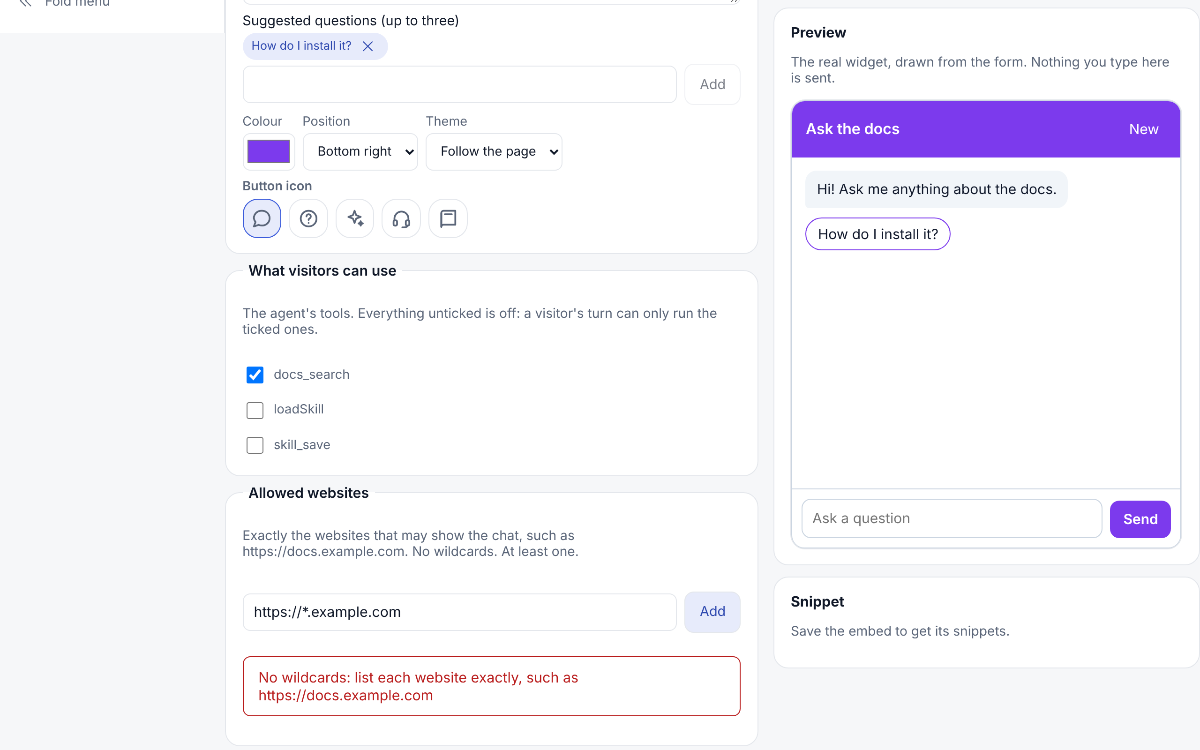 Fold menu
Suggested questions (up to three)
How do I install it?
Add
Colour
Position
Theme
Bottom right
Follow the page
Button icon
What visitors can use
The agent's tools. Everything unticked is off: a visitor's turn can only run the
ticked ones.
docs_search
loadSkill
skill_save
Allowed websites
Exactly the websites that may show the chat, such as
https://docs.example.com. No wildcards. At least one.
https://*.example.com
Add
No wildcards: list each website exactly, such as
https://docs.example.com
Preview
The real widget, drawn from the form. Nothing you type here
is sent.
Ask the docs
New
Hi! Ask me anything about the docs.
How do I install it?
Ask a question
Send
Snippet
Save the embed to get its snippets.